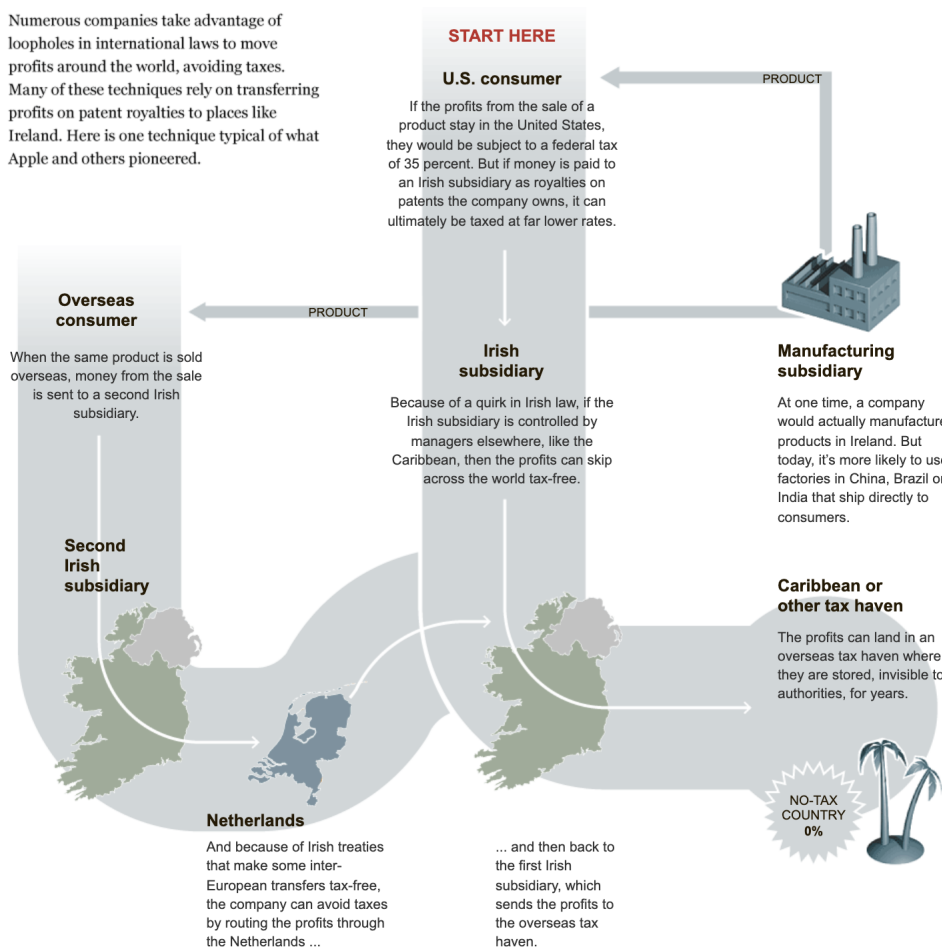 Numerous companies take advantage of
loopholes in international laws to move
profits around the world, avoiding taxes.
Many of these techniques rely on transferring
profits on patent royalties to places like
Ireland. Here is one technique typical of what
Apple and others pioneered.
START HERE
U.S. consumer
If the profits from the sale of a
product stay in the United States,
they would be subject to a federal tax
of 35 percent. But if money is paid to
an Irish subsidiary as royalties on
patents the company owns, it can
ultimately be taxed at far lower rates.
PRODUCT
Overseas
consumer
When the same product is sold
overseas, money from the sale
is sent to a second Irish
subsidiary.
PRODUCT
Irish
subsidiary
Because of a quirk in Irish law, if the
Irish subsidiary is controlled by
managers elsewhere, like the
Caribbean, then the profits can skip
across the world tax-free.
Manufacturing
subsidiary
At one time, a company
would actually manufacture
products in Ireland. But
today, it's more likely to use
factories in China, Brazil or
India that ship directly to
consumers.
Second
Irish
subsidiary
Caribbean or
other tax haven
The profits can land in an
overseas tax haven where
they are stored, invisible to
authorities, for years.
NO-TAX
COUNTRY
0%
Netherlands
And because of Irish treaties
that make some inter-
European transfers tax-free,
the company can avoid taxes
by routing the profits through
the Netherlands ...
... and then back to
the first Irish
subsidiary, which
sends the profits to
the overseas tax
haven.